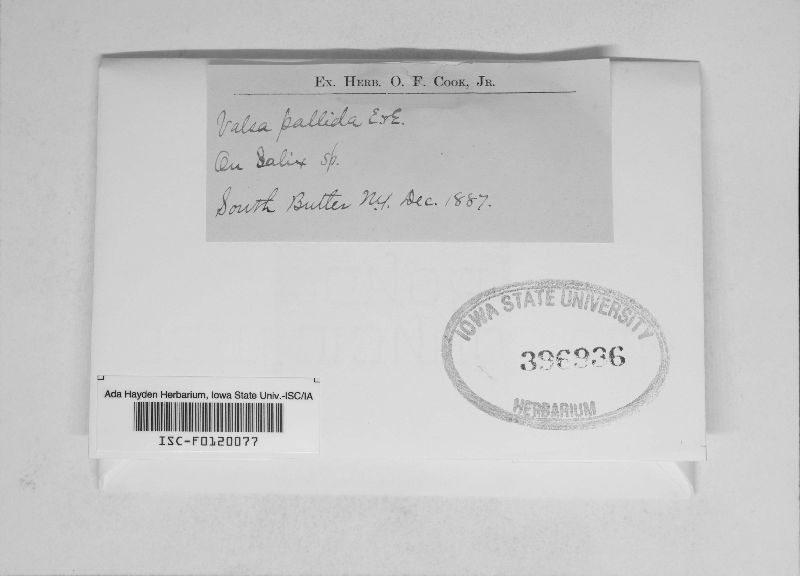 Ex. Herb. O. F. Cook, Jr.
Valsa pallida E&E.
On Salix sp.
South Butler N.Y. Dec. 1887.
IOWA STATE UNIVERSITY
396936
HERBARIUM
Ada Hayden Herbarium, Iowa State Univ.-ISC/IA
ISC-F0120077